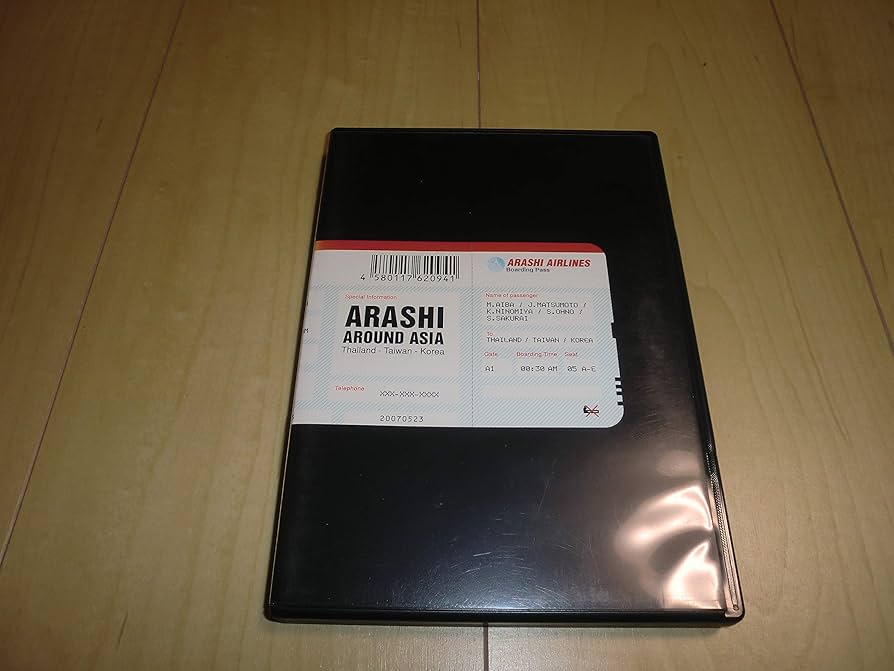 4 580117 620941
Special Information
ARASHI
AROUND ASIA
Thailand - Taiwan - Korea
Telephone
XXX-XXX-XXXX
20070523
ARASHI AIRLINES
Boarding Pass
Name of passenger
M.AIBA / J.MATSUMOTO /
K.NINOMIYA / S.OHNO /
S.SAKURAI
To
THAILAND / TAIWAN / KOREA
Gate Boarding Time Seat
A1 00:30 AM 05 A-E